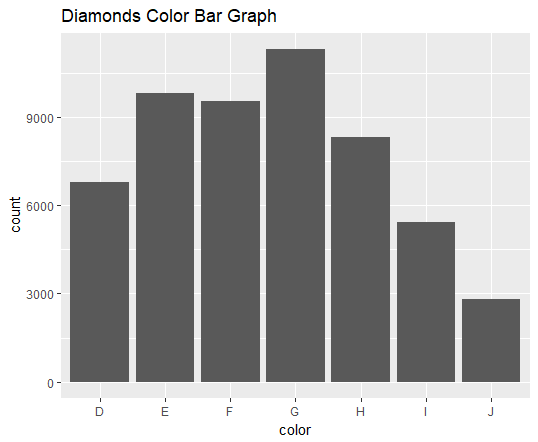 Diamonds Color Bar Graph
count
9000
6000
3000
0
D E F G H I J
color